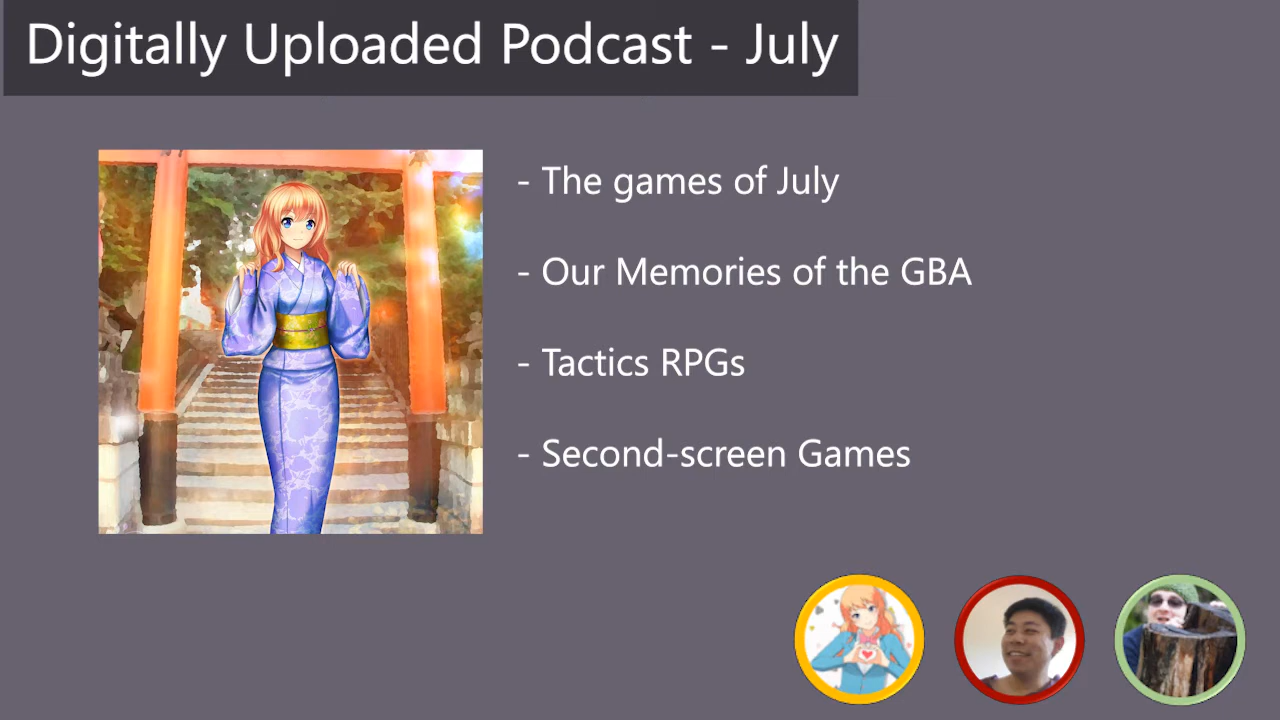 Digitally Uploaded Podcast - July
- The games of July
- Our Memories of the GBA
- Tactics RPGs
- Second-screen Games